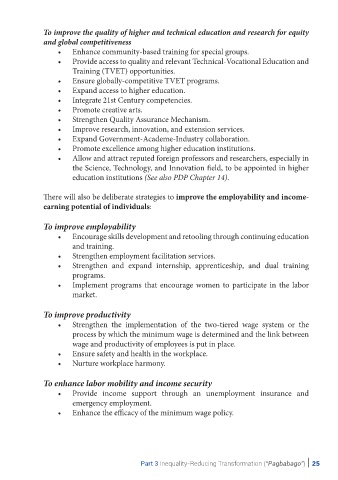 To improve the quality of higher and technical education and research for equity
and global competitiveness
• Enhance community-based training for special groups.
• Provide access to quality and relevant Technical-Vocational Education and
Training (TVET) opportunities.
• Ensure globally-competitive TVET programs.
• Expand access to higher education.
• Integrate 21st Century competencies.
• Promote creative arts.
• Strengthen Quality Assurance Mechanism.
• Improve research, innovation, and extension services.
• Expand Government-Academe-Industry collaboration.
• Promote excellence among higher education institutions.
• Allow and attract reputed foreign professors and researchers, especially in
the Science, Technology, and Innovation field, to be appointed in higher
education institutions (See also PDP Chapter 14).
There will also be deliberate strategies to improve the employability and income-
earning potential of individuals:
To improve employability
• Encourage skills development and retooling through continuing education
and training.
• Strengthen employment facilitation services.
• Strengthen and expand internship, apprenticeship, and dual training
programs.
• Implement programs that encourage women to participate in the labor
market.
To improve productivity
• Strengthen the implementation of the two-tiered wage system or the
process by which the minimum wage is determined and the link between
wage and productivity of employees is put in place.
• Ensure safety and health in the workplace.
• Nurture workplace harmony.
To enhance labor mobility and income security
• Provide income support through an unemployment insurance and
emergency employment.
• Enhance the efficacy of the minimum wage policy.
Part 3 Inequality-Reducing Transformation ("Pagbabago") | 25